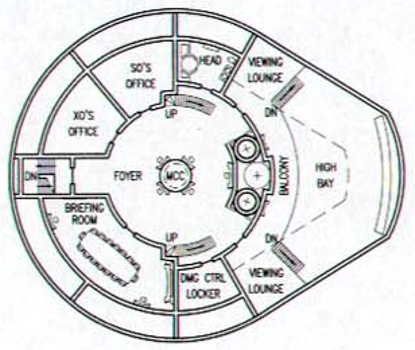 SO'S
OFFICE
HEAD
VIEWING
LOUNGE
XO'S
OFFICE
UP
DN
DN
FOYER
MCC
BALCONY
HIGH
BAY
BRIEFING
ROOM
UP
DN
DMG CTRL
LOCKER
VIEWING
LOUNGE